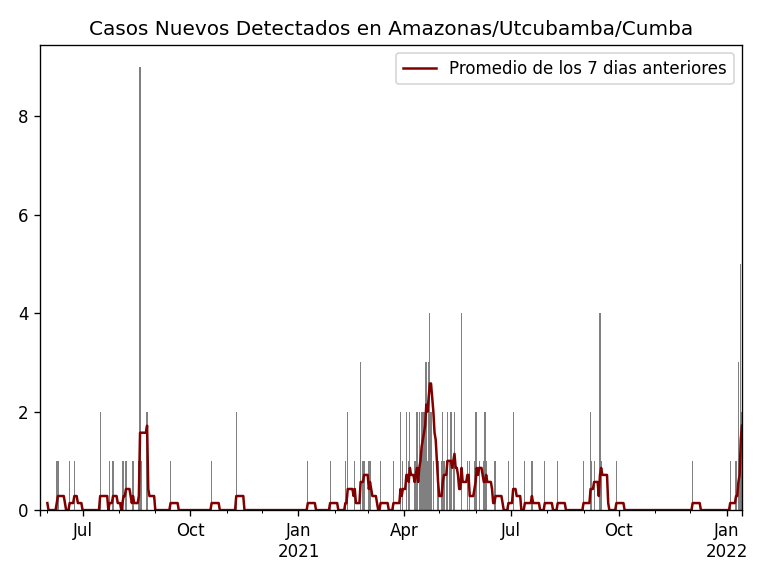 Casos Nuevos Detectados en Amazonas/Utcubamba/Cumba
Promedio de los 7 dias anteriores
8
6
4
2
0
Jul
Oct
Jan
2021
Apr
Jul
Oct
Jan
2022